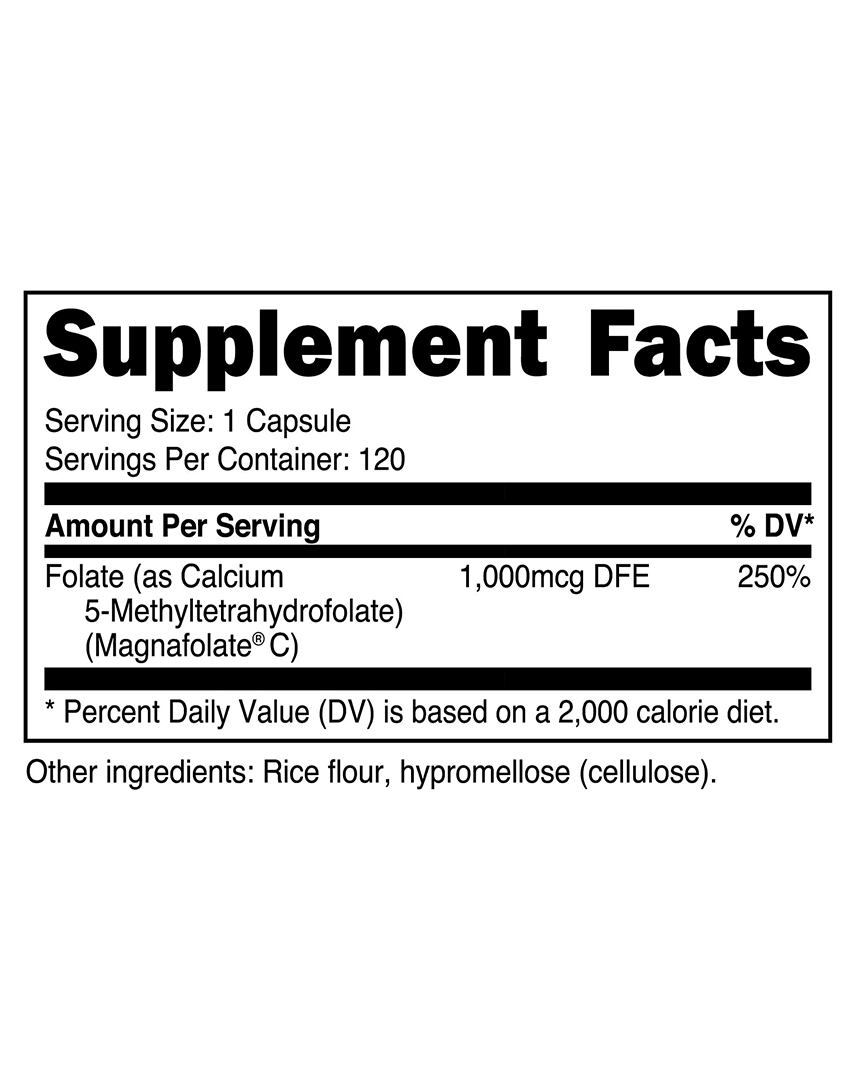 Supplement Facts
Serving Size: 1 Capsule
Servings Per Container: 120
Amount Per Serving % DV*
Folate (as Calcium 1,000mcg DFE 250%
5-Methyltetrahydrofolate)
(Magnafolate® C)
* Percent Daily Value (DV) is based on a 2,000 calorie diet.
Other ingredients: Rice flour, hypromellose (cellulose).